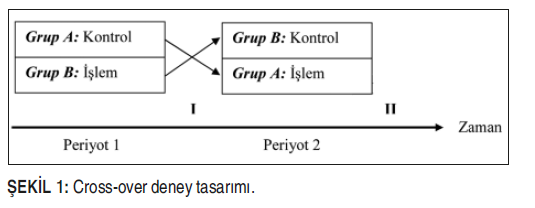 Grup A: Kontrol
Grup B: İşlem
Grup B: Kontrol
Grup A: İşlem
I
II
Zaman
Periyot 1
Periyot 2
ŞEKİL 1: Cross-over deney tasarımı.